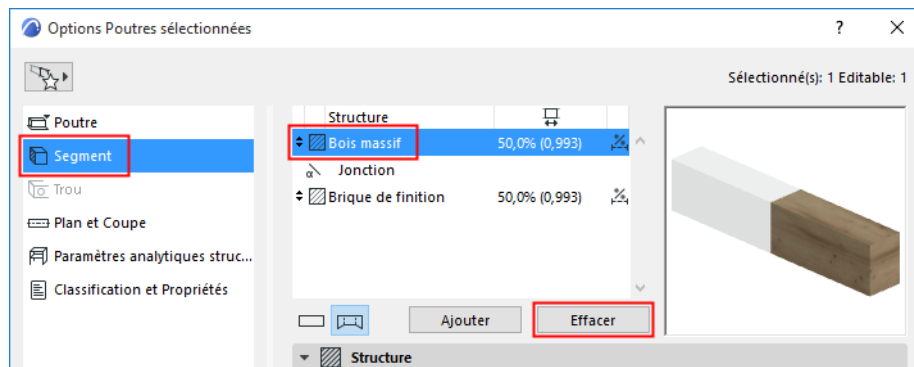 Options Poutres sélectionnées
?
Sélectionné(s): 1 Editable: 1
Poutre
Segment
Trou
Plan et Coupe
Paramètres analytiques struc...
Classification et Propriétés
Structure
Bois massif 50,0% (0,993)
α Jonction
Brique de finition 50,0% (0,993)
Ajouter
Effacer
Structure